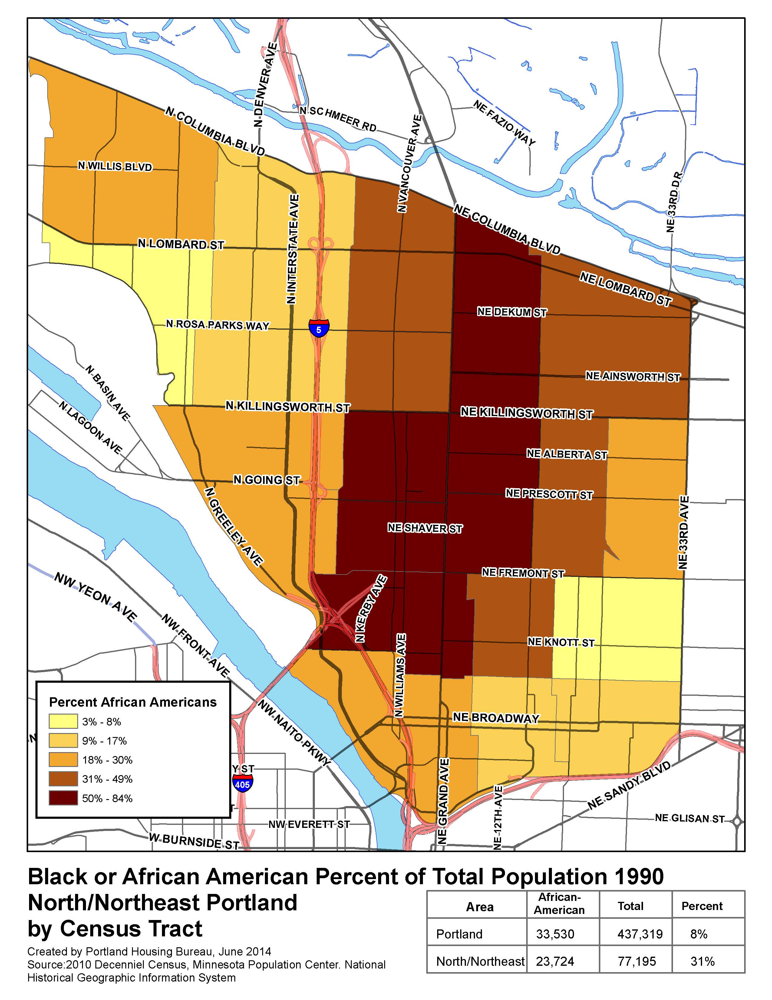 N DENVER AVE
N SCHMEER RD
NE FAZIO WAY
N COLUMBIA BLVD
N VANCOUVER AVE
N WILLIS BLVD
NE 33RD DR
NE COLUMBIA BLVD
N INTERSTATE AVE
N LOMBARD ST
NE LOMBARD ST
NE DEKUM ST
N ROSA PARKS WAY
5
N BASIN AVE
NE AINSWORTH ST
N LAGOON AVE
N KILLINGSWORTH ST
NE KILLINGSWORTH ST
NE ALBERTA ST
N GOING ST
NE PRESCOTT ST
N GREELEY AVE
NE SHAVER ST
NE 33RD AVE
NW YEON AVE
NE FREMONT ST
N KERBY AVE
NW FRONT AVE
NE KNOTT ST
N WILLIAMS AVE
NE BROADWAY
NW NAITO PKWY
N
Y ST
405
NE GRAND AVE
NE 12TH AVE
NE SANDY BLVD
NE GLISAN ST
T
NW EVERETT ST
W BURNSIDE ST
Percent African Americans
3% - 8%
9% - 17%
18% - 30%
31% - 49%
50% - 84%
Black or African American Percent of Total Population 1990
North/Northeast Portland
by Census Tract
Created by Portland Housing Bureau, June 2014
Source:2010 Decenniel Census, Minnesota Population Center. National
Historical Geographic Information System
Area African-American Total Percent
Portland 33,530 437,319 8%
North/Northeast 23,724 77,195 31%